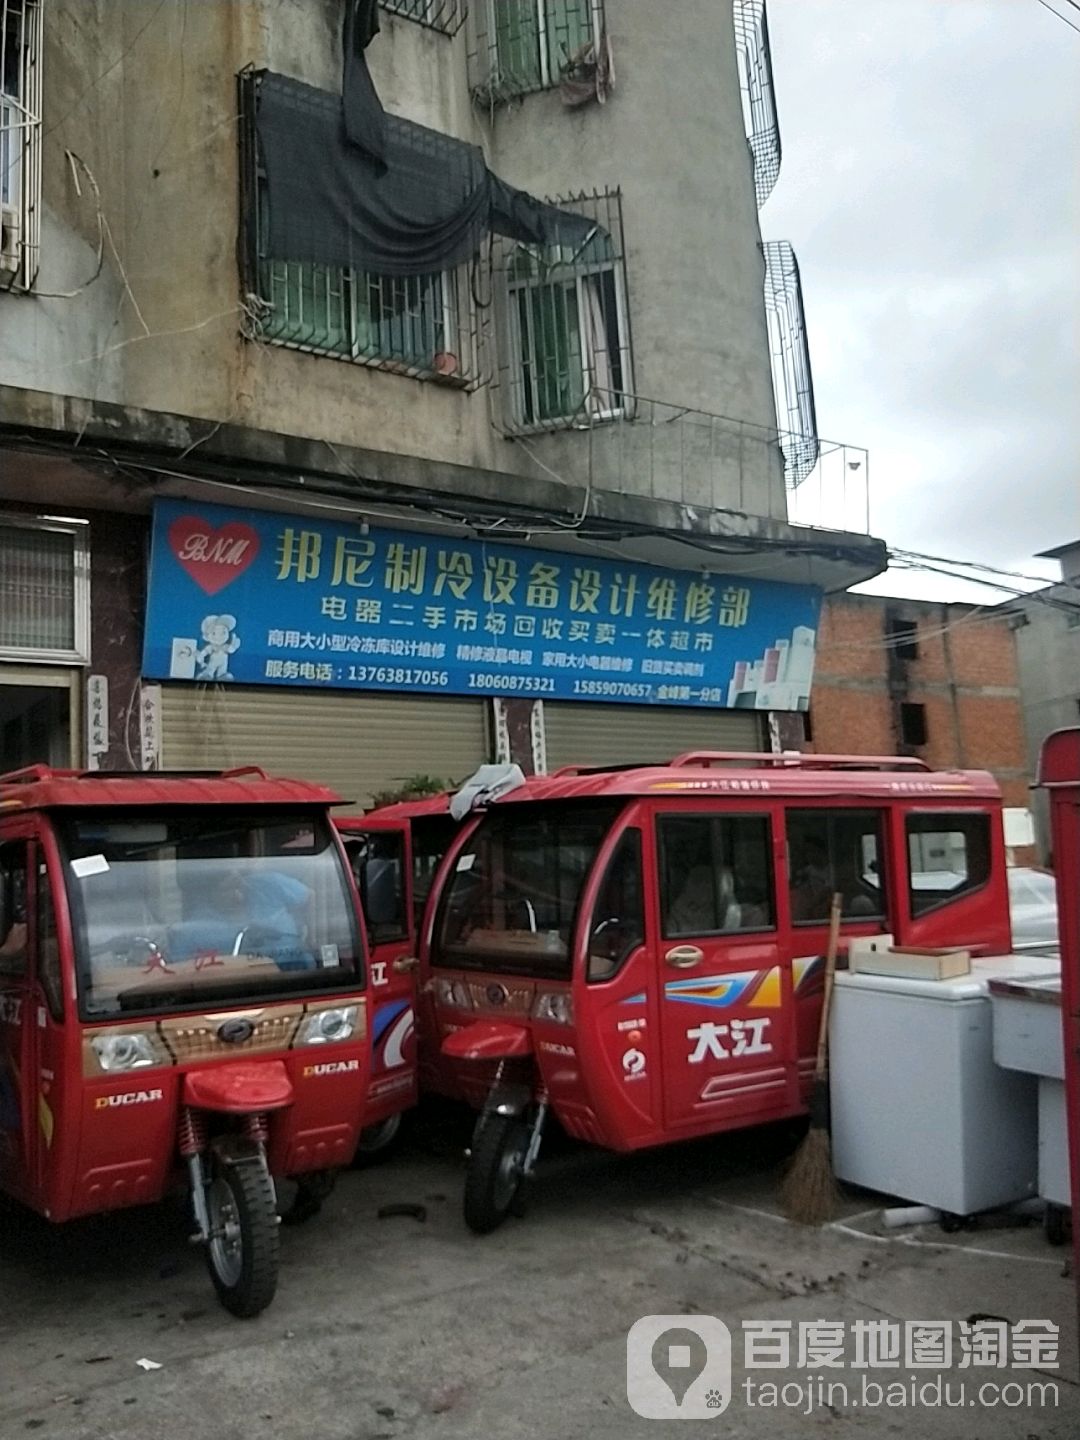 BNM
邦尼制冷设备设计维修部
电器二手市场回收买卖一体超市
商用大小型冷冻库设计维修 精修液晶电视 家用大小电器维修 旧货买卖调剂
服务电话：13763817056 18060875321 15859070657 金峰第一分店
大江
大江
DUCAR
DUCAR
DUCAR
大江
百度地图淘金
taojin.baidu.com